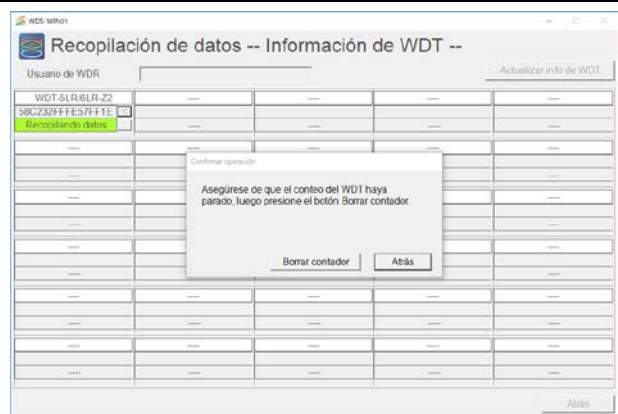 WDS-WIN01
Recopilación de datos -- Información de WDT --
Usuario de WDR
Actualizar info de WDT
WDT-5LR/6LR-Z2 ---- ---- ---- ----
58C232FFFE57FF1E C
Recopilando datos ---- ---- ---- ----
---- ---- ---- ---- ----
Confirmar operación
Asegúrese de que el conteo del WDT haya
parado, luego presione el botón Borrar contador.
Borrar contador Atrás
---- ---- ---- ---- ----
---- ---- ---- ---- ----
---- ---- ---- ---- ----
---- ---- ---- ---- ----
---- ---- ---- ---- ----
---- ---- ---- ---- ----
Atrás